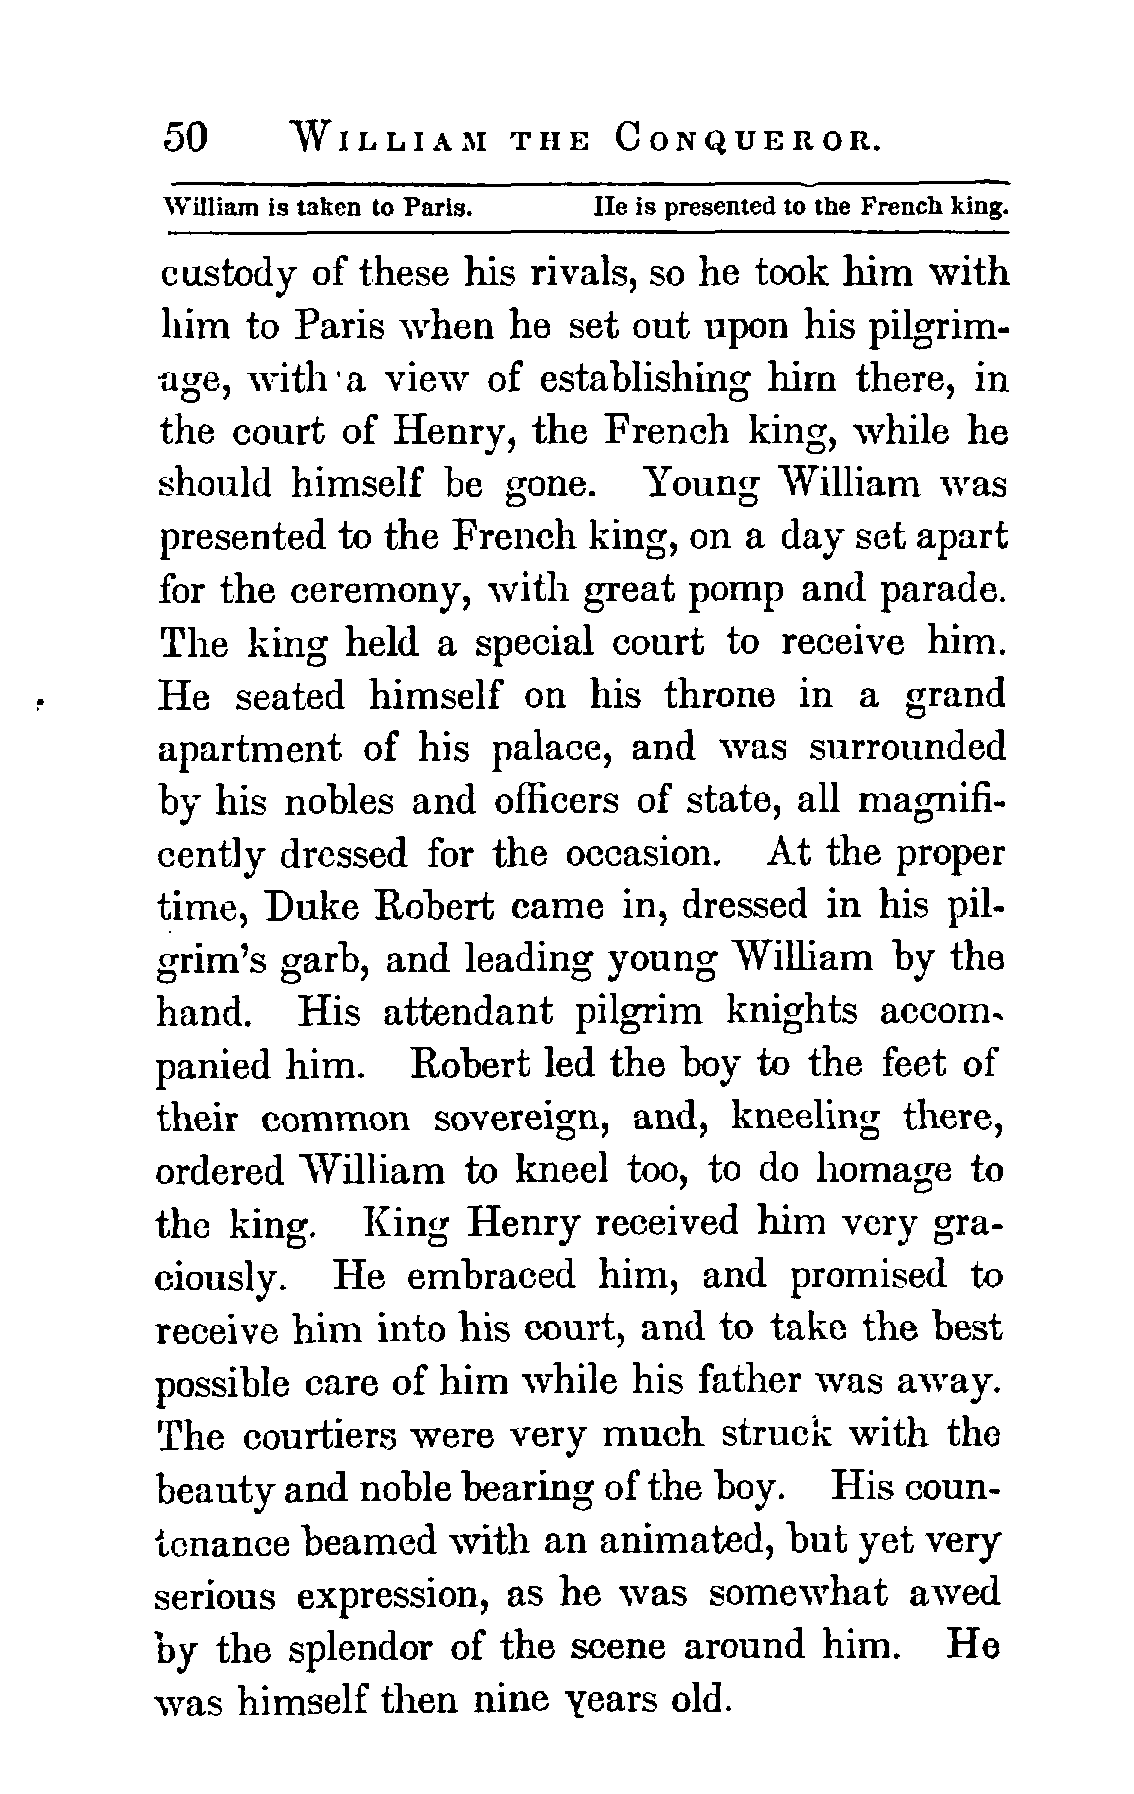 50 William the Conqueror.
William is taken to Paris. He is presented to the French king.
custody of these his rivals, so he took him with
him to Paris when he set out upon his pilgrim-
age, with a view of establishing him there, in
the court of Henry, the French king, while he
should himself be gone. Young William was
presented to the French king, on a day set apart
for the ceremony, with great pomp and parade.
The king held a special court to receive him.
He seated himself on his throne in a grand
apartment of his palace, and was surrounded
by his nobles and officers of state, all magnifi-
cently dressed for the occasion. At the proper
time, Duke Robert came in, dressed in his pil-
grim's garb, and leading young William by the
hand. His attendant pilgrim knights accom-
panied him. Robert led the boy to the feet of
their common sovereign, and, kneeling there,
ordered William to kneel too, to do homage to
the king. King Henry received him very gra-
ciously. He embraced him, and promised to
receive him into his court, and to take the best
possible care of him while his father was away.
The courtiers were very much struck with the
beauty and noble bearing of the boy. His coun-
tenance beamed with an animated, but yet very
serious expression, as he was somewhat awed
by the splendor of the scene around him. He
was himself then nine years old.